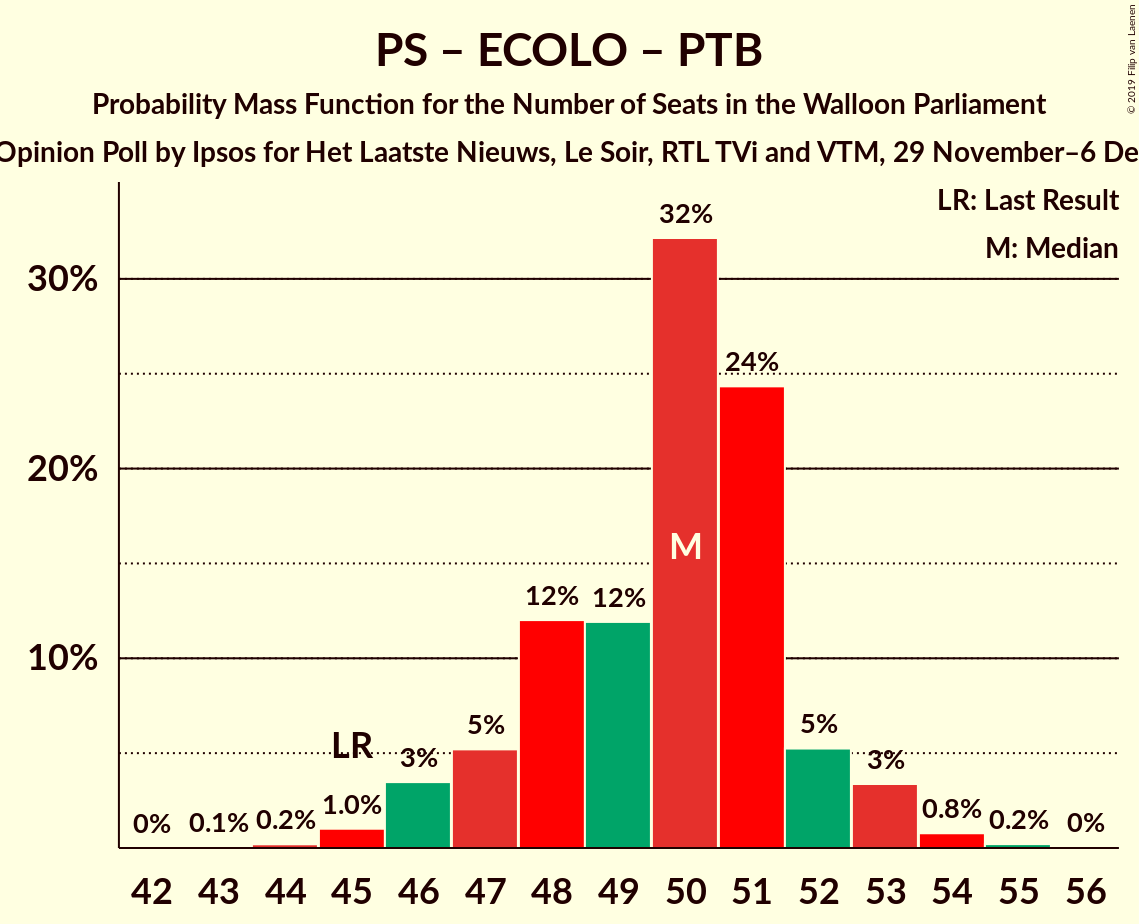 PS – ECOLO – PTB
Probability Mass Function for the Number of Seats in the Walloon Parliament
Opinion Poll by Ipsos for Het Laatste Nieuws, Le Soir, RTL TVi and VTM, 29 November–6 De
© 2019 Filip van Laenen
LR: Last Result
M: Median
30%
20%
10%
0%
0.1%
0.2%
1.0%
LR
3%
5%
12%
12%
32%
M
24%
5%
3%
0.8%
0.2%
0%
42 43 44 45 46 47 48 49 50 51 52 53 54 55 56